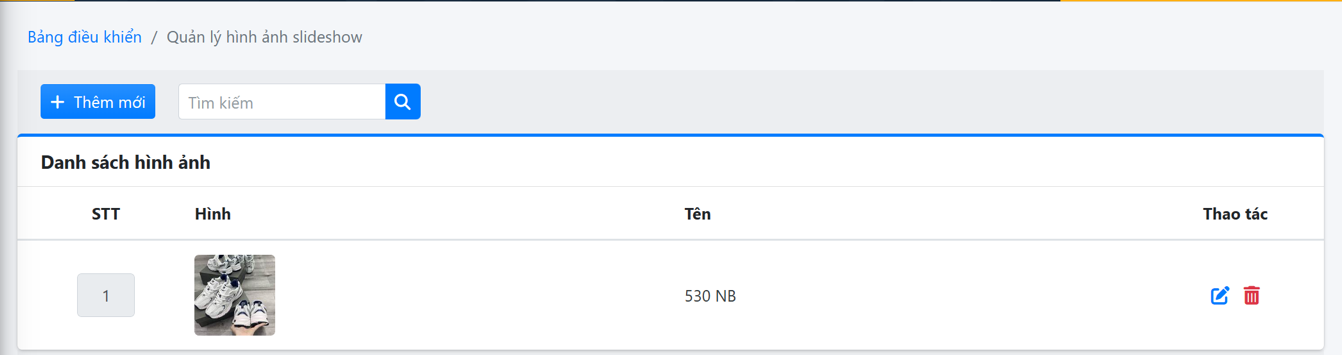 Bảng điều khiển / Quản lý hình ảnh slideshow
Thêm mới Tìm kiếm
Danh sách hình ảnh
STT Hình Tên Thao tác
1 530 NB